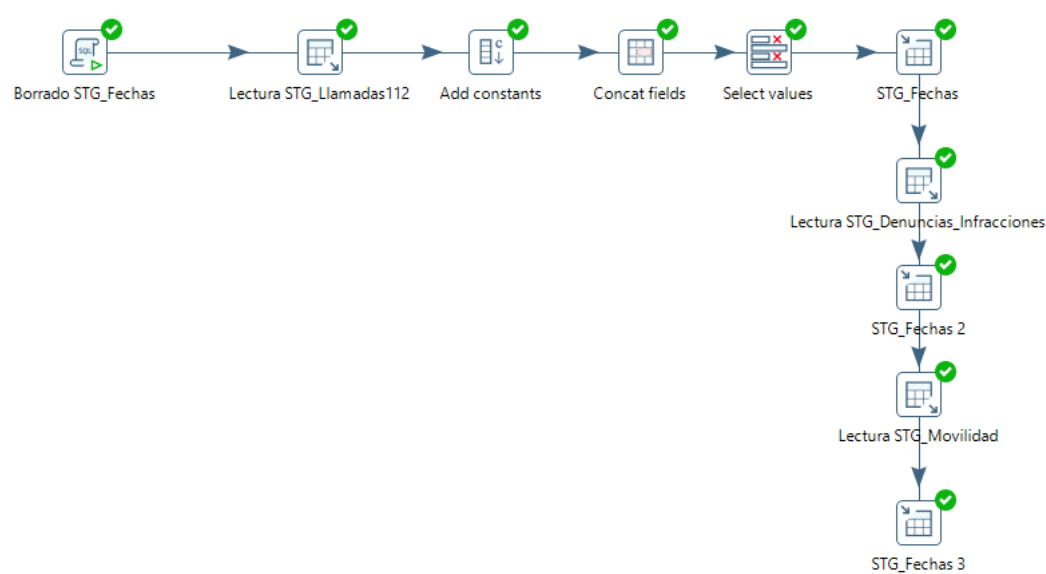 SQL
Borrado STG_Fechas
Lectura STG_Llamadas112
C
Add constants
Concat fields
Select values
STG_Fechas
Lectura STG_Denuncias_Infracciones
STG_Fechas 2
Lectura STG_Movilidad
STG_Fechas 3